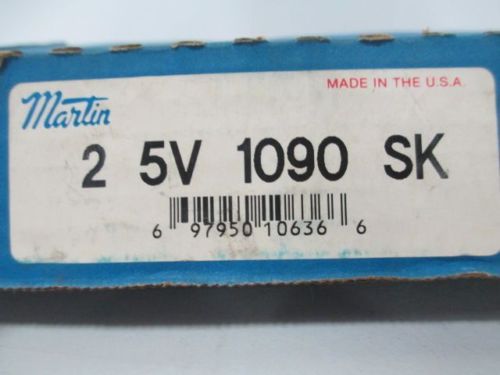 Martin
MADE IN THE U.S.A.
2 5V 1090 SK
6 97950 10636 6